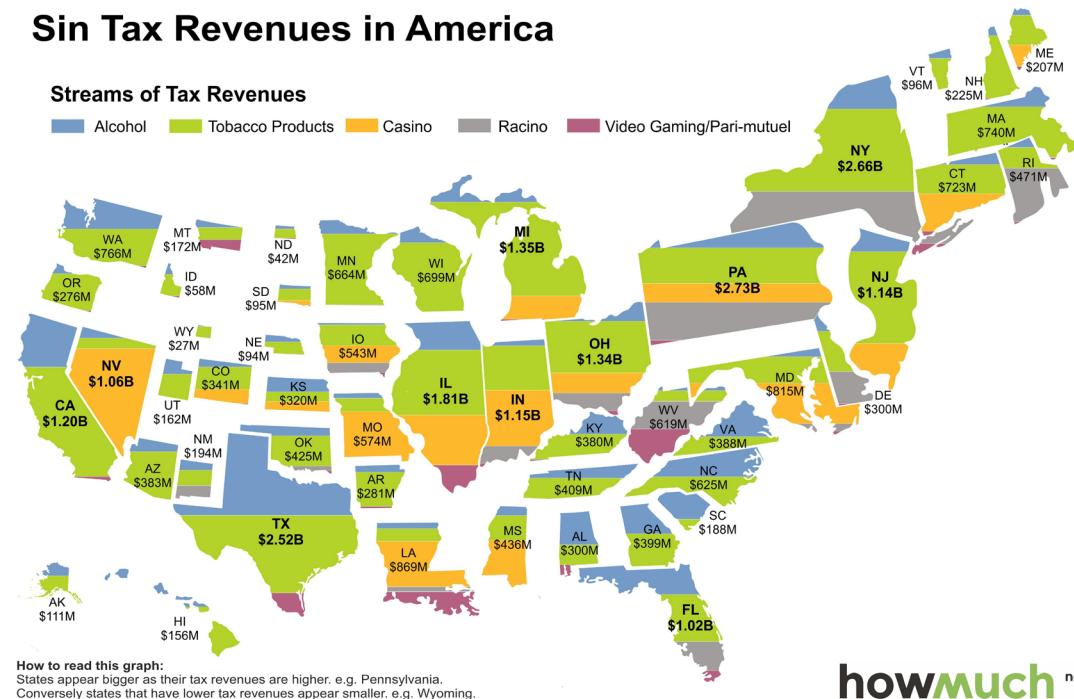 Sin Tax Revenues in America
Streams of Tax Revenues
Alcohol
Tobacco Products
Casino
Racino
Video Gaming/Pari-mutuel
ME
$207M
VT
$96M
NH
$225M
MA
$740M
NY
$2.66B
CT
$723M
RI
$471M
WA
$766M
MT
$172M
ND
$42M
MN
$664M
WI
$699M
MI
$1.35B
OR
$276M
ID
$58M
SD
$95M
PA
$2.73B
NJ
$1.14B
WY
$27M
NE
$94M
IO
$543M
OH
$1.34B
NV
$1.06B
CO
$341M
KS
$320M
IL
$1.81B
IN
$1.15B
MD
$815M
DE
$300M
CA
$1.20B
UT
$162M
MO
$574M
KY
$380M
WV
$619M
VA
$388M
NM
$194M
AZ
$383M
OK
$425M
AR
$281M
TN
$409M
NC
$625M
TX
$2.52B
LA
$869M
MS
$436M
AL
$300M
GA
$399M
SC
$188M
AK
$111M
HI
$156M
FL
$1.02B
How to read this graph:
States appear bigger as their tax revenues are higher. e.g. Pennsylvania.
Conversely states that have lower tax revenues appear smaller. e.g. Wyoming.
howmuch